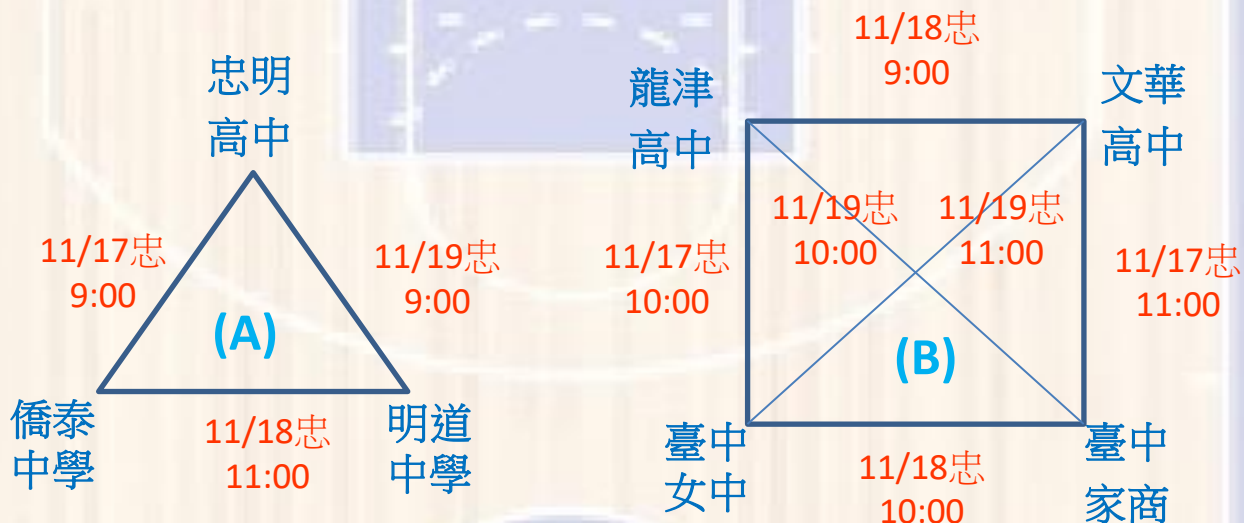 忠明
高中
11/17忠
9:00
11/19忠
9:00
(A)
僑泰
中學
11/18忠
11:00
明道
中學
11/18忠
9:00
龍津
高中
文華
高中
11/19忠
10:00
11/19忠
11:00
11/17忠
10:00
11/17忠
11:00
(B)
臺中
女中
11/18忠
10:00
臺中
家商